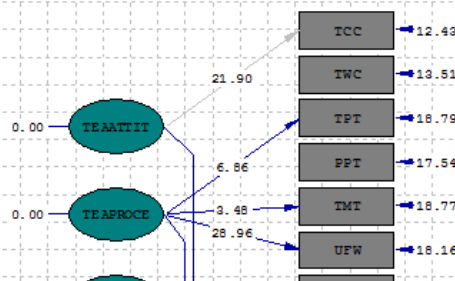 TCC
12.43
TWC
13.51
21.90
TPT
18.79
0.00
TEAATTIT
PPT
17.54
6.86
TMT
18.77
0.00
TEAPROCE
3.48
28.96
UFW
18.16